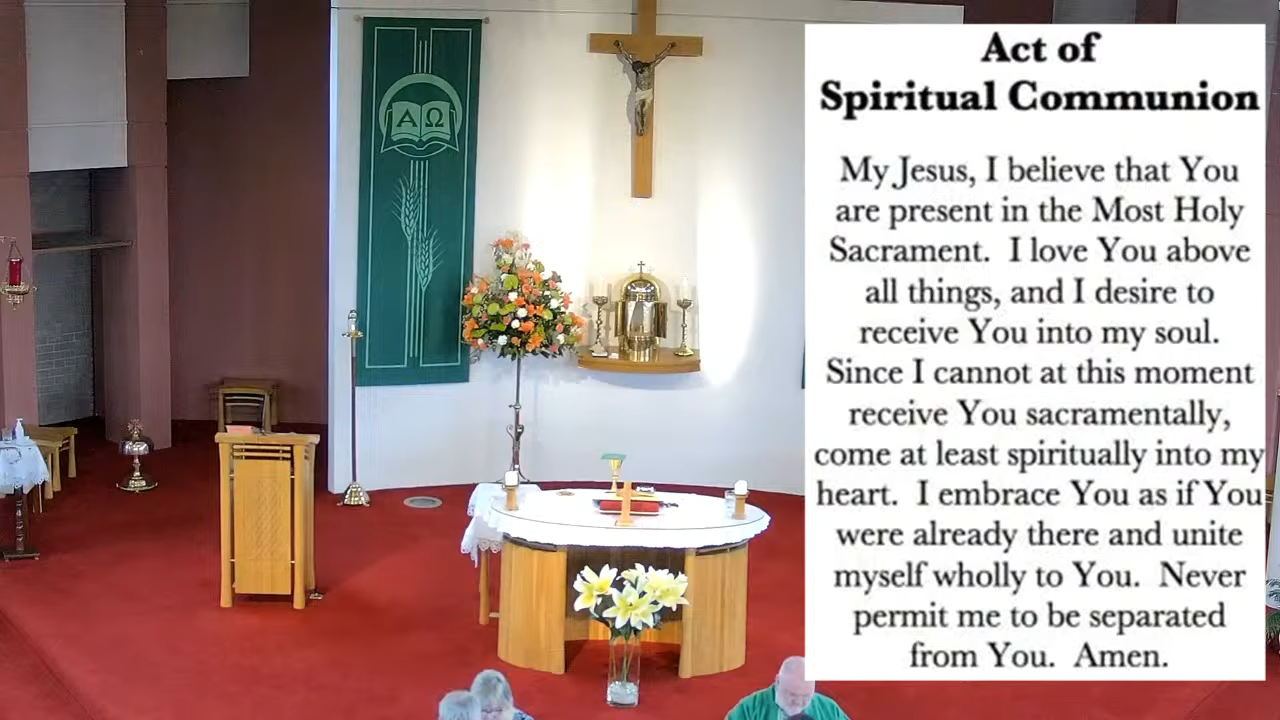 Α Ω
Act of
Spiritual Communion
My Jesus, I believe that You
are present in the Most Holy
Sacrament. I love You above
all things, and I desire to
receive You into my soul.
Since I cannot at this moment
receive You sacramentally,
come at least spiritually into my
heart. I embrace You as if You
were already there and unite
myself wholly to You. Never
permit me to be separated
from You. Amen.